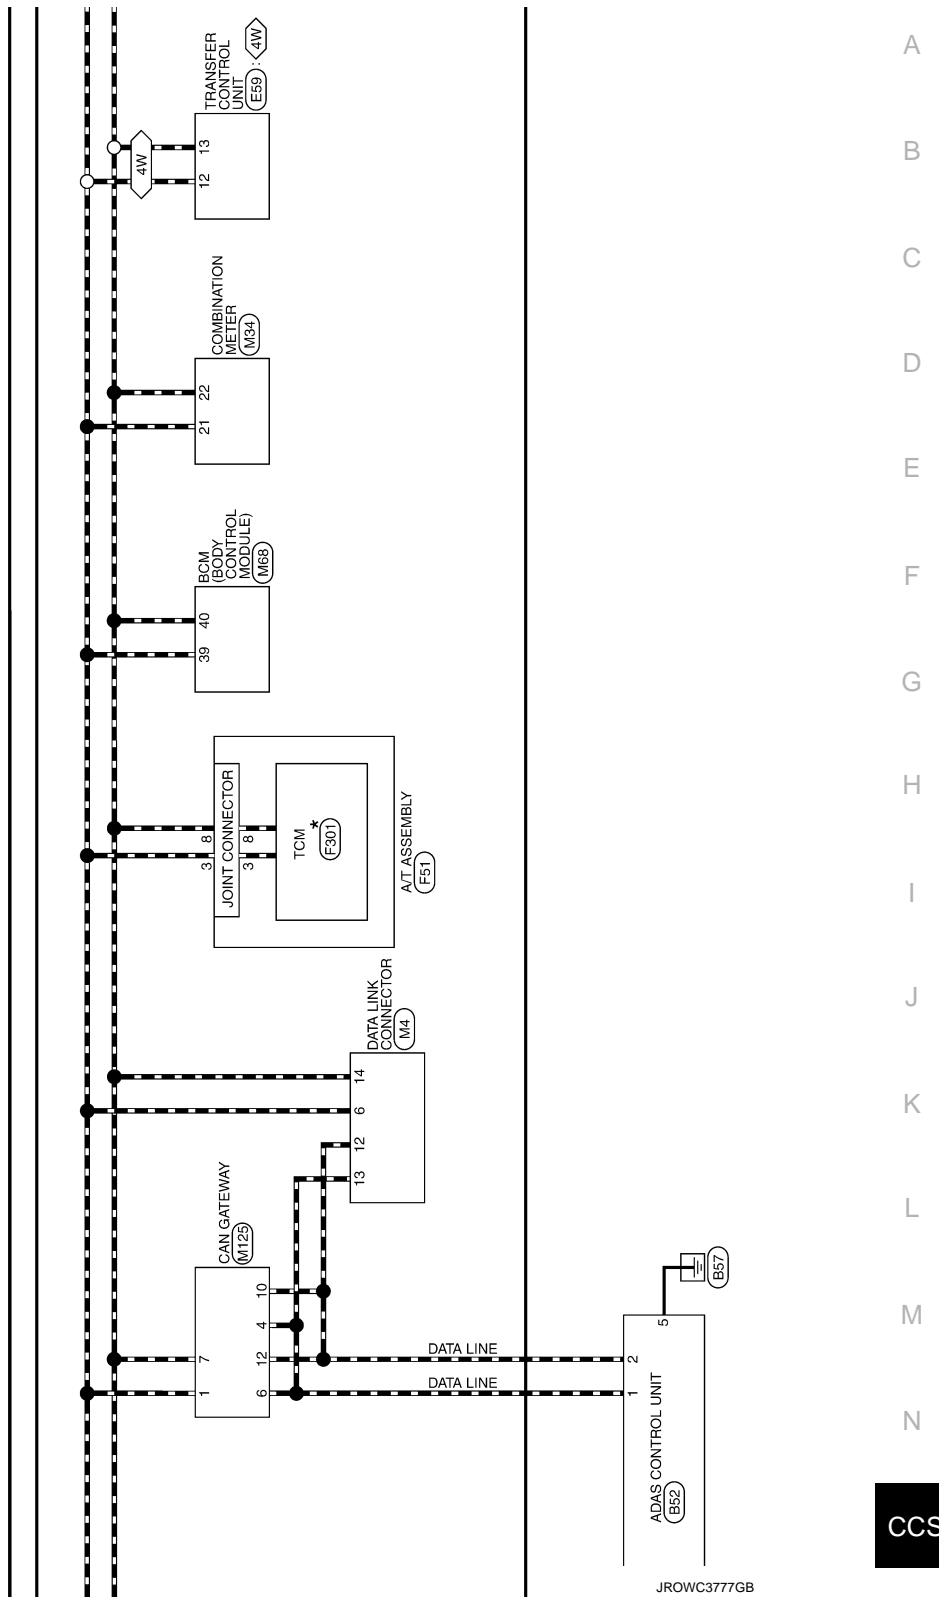 A
B
C
D
E
F
G
H
I
J
K
L
M
N
CCS
TRANSFER
CONTROL
UNIT
E59 : 4W
4W
13
12
COMBINATION
METER
M34
22
21
BCM
(BODY
CONTROL
MODULE)
M68
40
39
JOINT CONNECTOR
8
8
3
3
TCM *
F301
A/T ASSEMBLY
F51
DATA LINK
CONNECTOR
M4
14
6
12
13
CAN GATEWAY
M125
7
1
10
4
12
6
DATA LINE
DATA LINE
B57
5
2
1
ADAS CONTROL UNIT
B52
JROWC3777GB